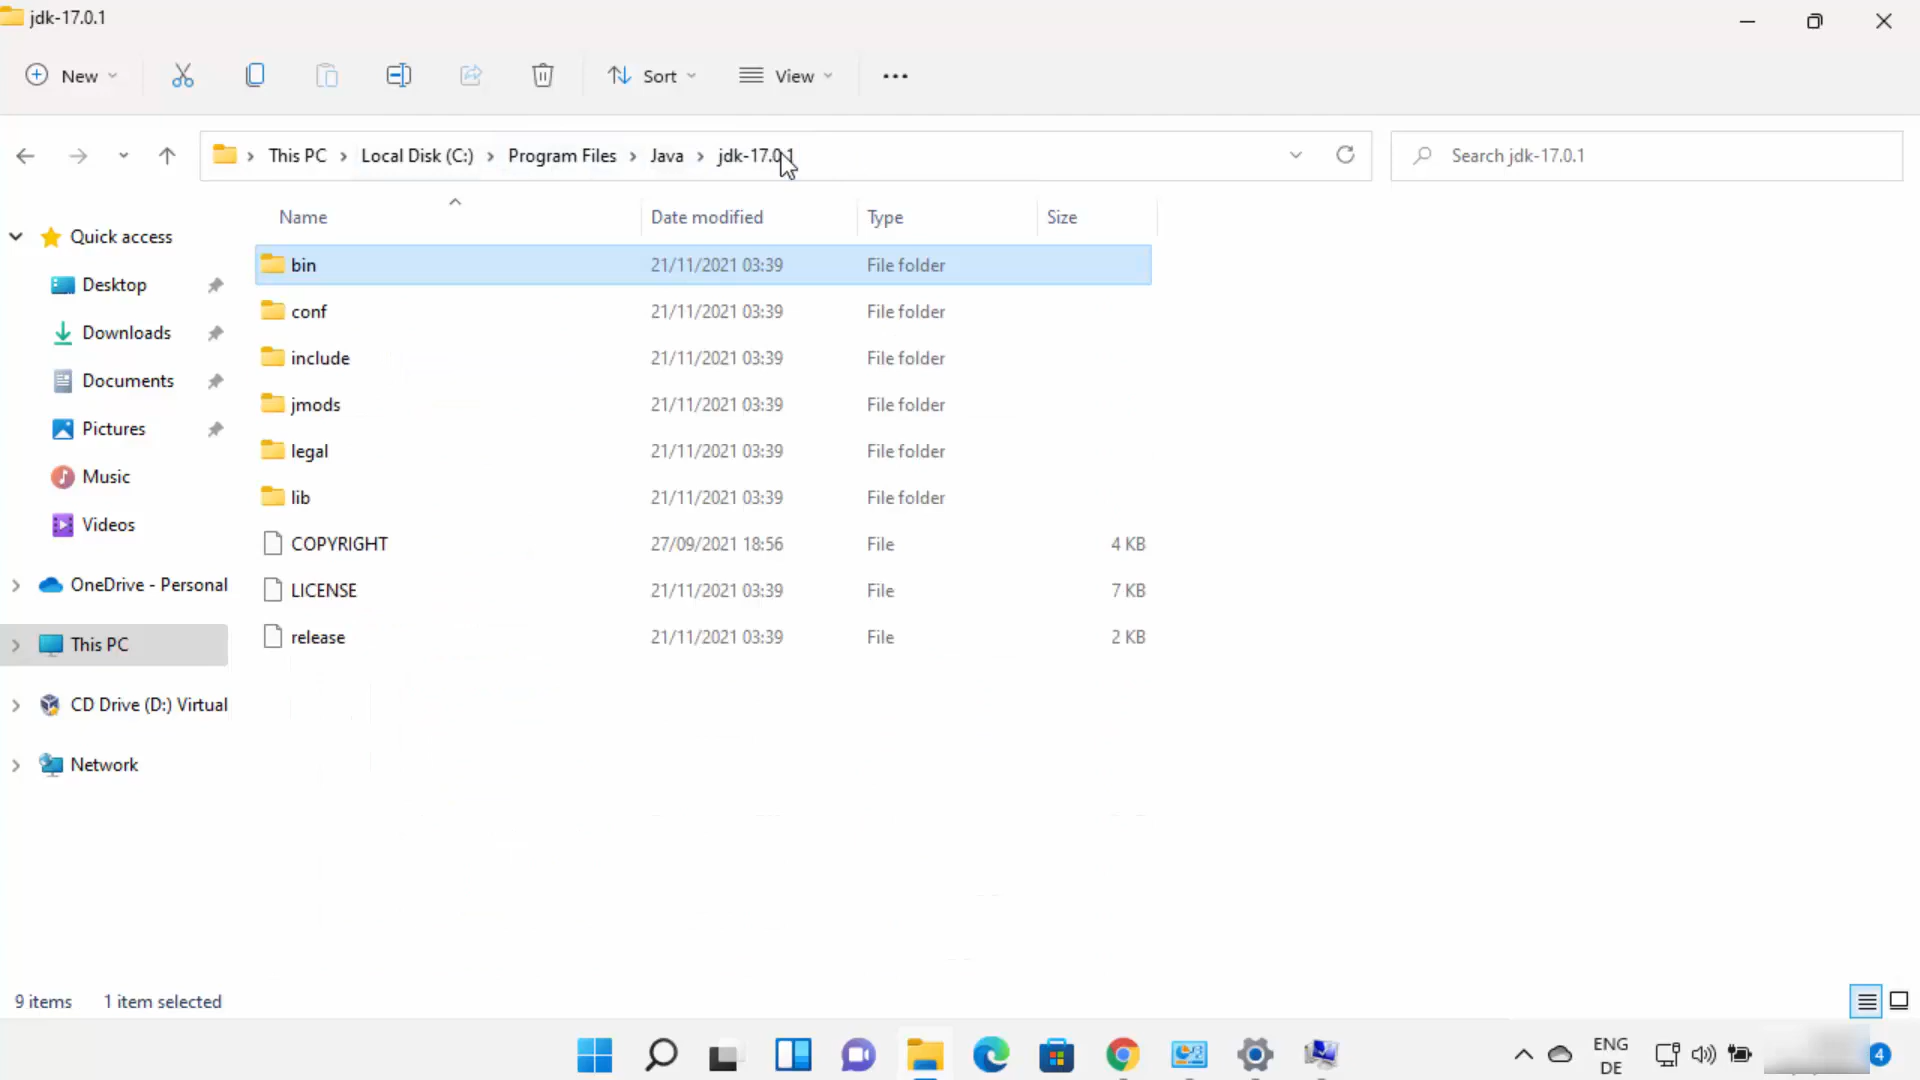 jdk-17.0.1
New
Sort
View
This PC > Local Disk (C:) > Program Files > Java > jdk-17.0.1
Search jdk-17.0.1
Name Date modified Type Size
Quick access
Desktop
Downloads
Documents
Pictures
Music
Videos
OneDrive - Personal
This PC
CD Drive (D:) Virtual
Network
bin 21/11/2021 03:39 File folder
conf 21/11/2021 03:39 File folder
include 21/11/2021 03:39 File folder
jmods 21/11/2021 03:39 File folder
legal 21/11/2021 03:39 File folder
lib 21/11/2021 03:39 File folder
COPYRIGHT 27/09/2021 18:56 File 4 KB
LICENSE 21/11/2021 03:39 File 7 KB
release 21/11/2021 03:39 File 2 KB
9 items 1 item selected
ENG
DE
4